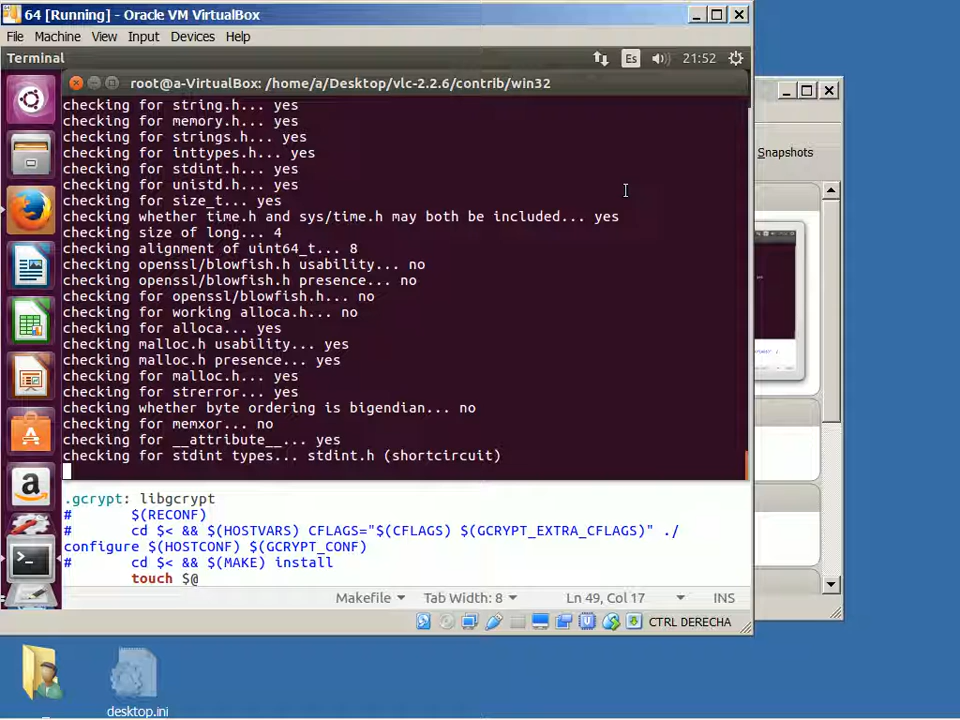 64 [Running] - Oracle VM VirtualBox
File Machine View Input Devices Help
Terminal
Es
21:52
root@a-VirtualBox: /home/a/Desktop/vlc-2.2.6/contrib/win32
checking for string.h... yes
checking for memory.h... yes
checking for strings.h... yes
checking for inttypes.h... yes
checking for stdint.h... yes
checking for unistd.h... yes
checking for size_t... yes
checking whether time.h and sys/time.h may both be included... yes
checking size of long... 4
checking alignment of uint64_t... 8
checking openssl/blowfish.h usability... no
checking openssl/blowfish.h presence... no
checking for openssl/blowfish.h... no
checking for working alloca.h... no
checking for alloca... yes
checking malloc.h usability... yes
checking malloc.h presence... yes
checking for malloc.h... yes
checking for strerror... yes
checking whether byte ordering is bigendian... no
checking for memxor... no
checking for __attribute__... yes
checking for stdint types... stdint.h (shortcircuit)
Snapshots
.gcrypt: libgcrypt
# $(RECONF)
# cd $< && $(HOSTVARS) CFLAGS="$(CFLAGS) $(GCRYPT_EXTRA_CFLAGS)" ./
configure $(HOSTCONF) $(GCRYPT_CONF)
# cd $< && $(MAKE) install
touch $@
Makefile Tab Width: 8 Ln 49, Col 17 INS
CTRL DERECHA
desktop.ini